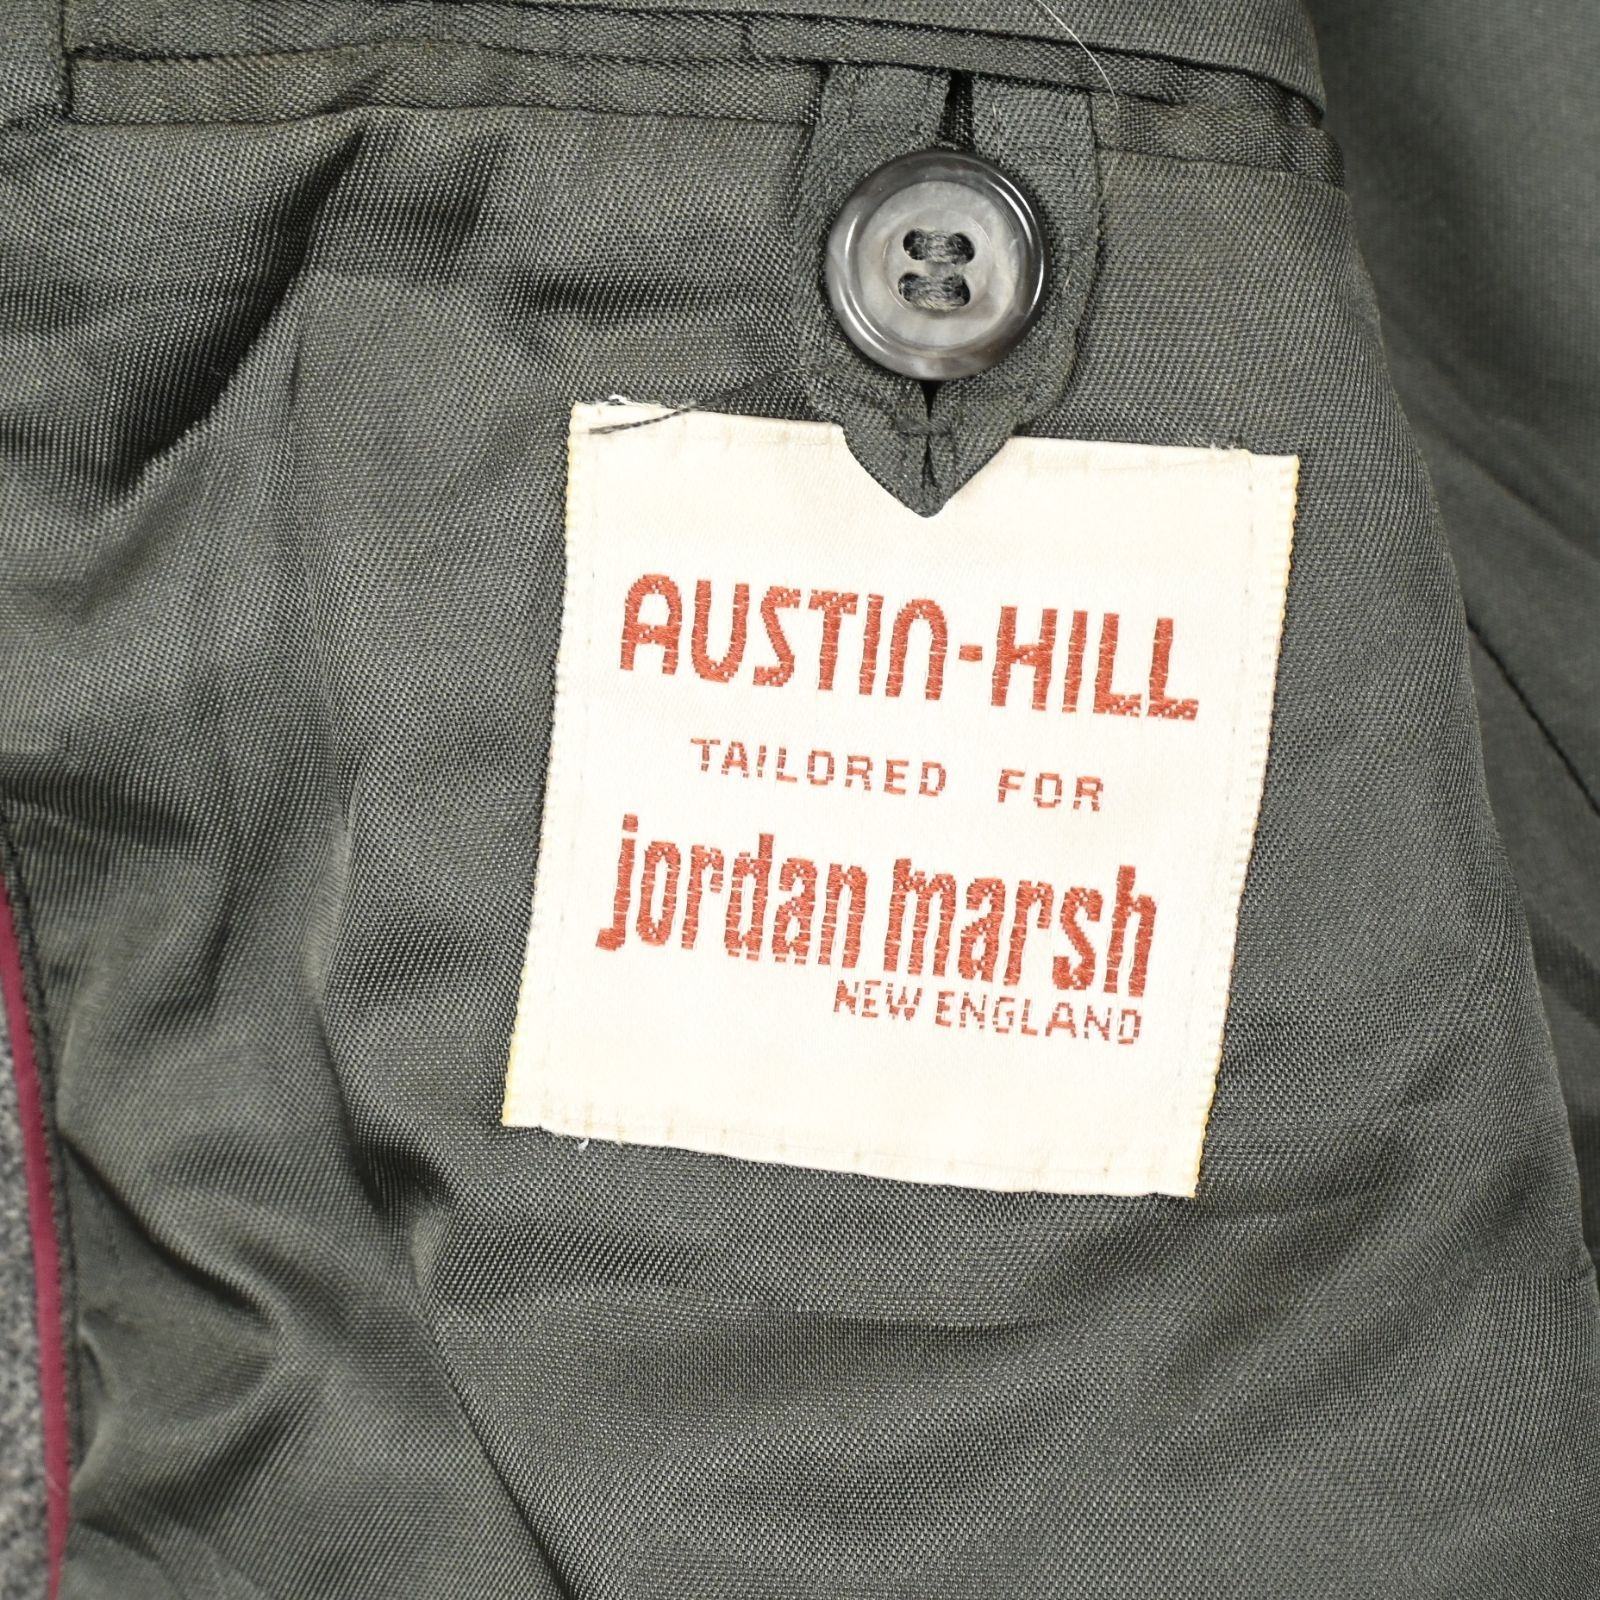 AUSTIN-HILL
TAILORED FOR
jordan marsh
NEW ENGLAND